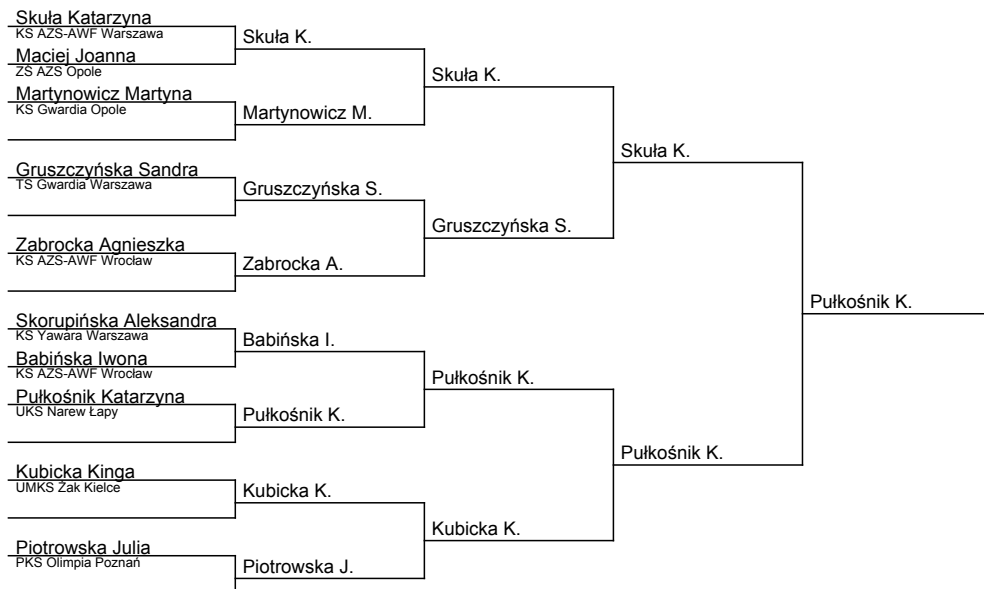 Skuła Katarzyna
KS AZS-AWF Warszawa
Maciej Joanna
ZS AZS Opole
Martynowicz Martyna
KS Gwardia Opole
Gruszczyńska Sandra
TS Gwardia Warszawa
Zabrocka Agnieszka
KS AZS-AWF Wrocław
Skorupińska Aleksandra
KS Yawara Warszawa
Babińska Iwona
KS AZS-AWF Wrocław
Pułkośnik Katarzyna
UKS Narew Łapy
Kubicka Kinga
UMKS Żak Kielce
Piotrowska Julia
PKS Olimpia Poznań
Skuła K.
Martynowicz M.
Gruszczyńska S.
Zabrocka A.
Babińska I.
Pułkośnik K.
Kubicka K.
Piotrowska J.
Skuła K.
Gruszczyńska S.
Pułkośnik K.
Kubicka K.
Skuła K.
Pułkośnik K.
Pułkośnik K.